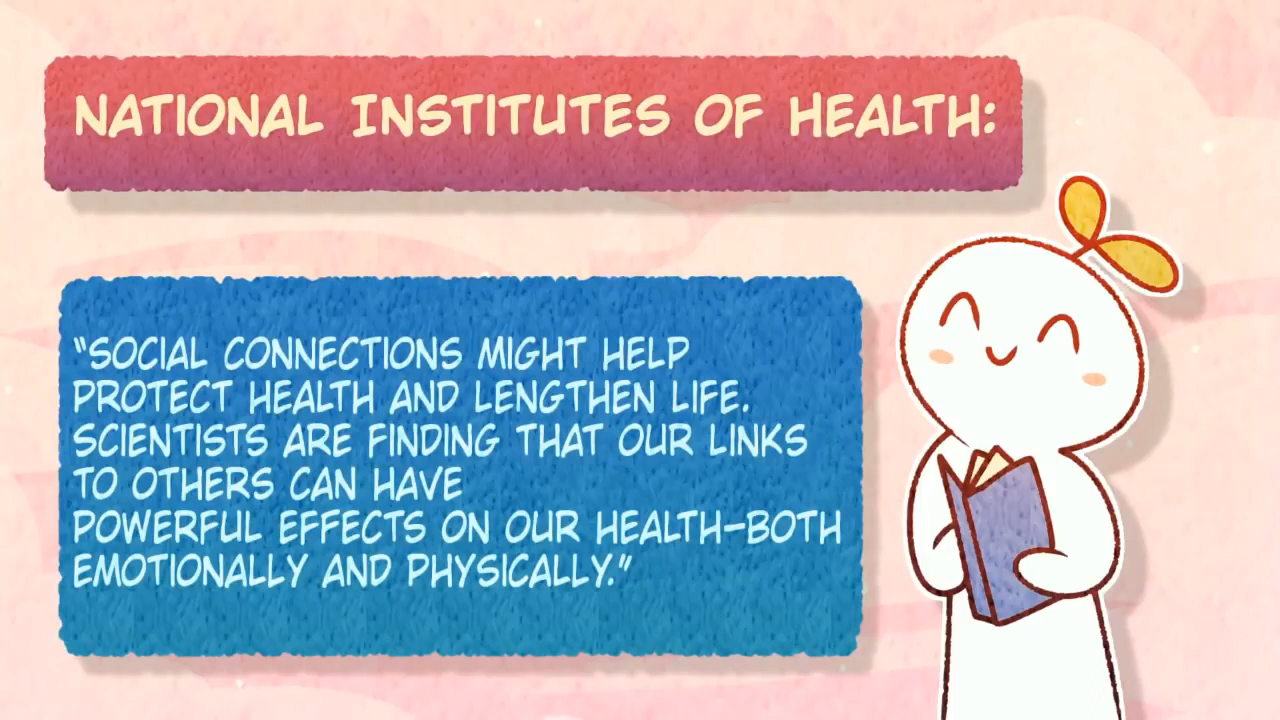 NATIONAL INSTITUTES OF HEALTH:
"SOCIAL CONNECTIONS MIGHT HELP
PROTECT HEALTH AND LENGTHEN LIFE.
SCIENTISTS ARE FINDING THAT OUR LINKS
TO OTHERS CAN HAVE
POWERFUL EFFECTS ON OUR HEALTH-BOTH
EMOTIONALLY AND PHYSICALLY."